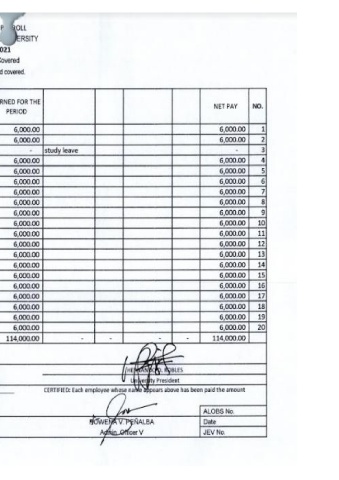 ROLL
ERSITY
021
Covered
d covered.
RNED FOR THE PERIOD NET PAY NO.
6,000.00 6,000.00 1
6,000.00 6,000.00 2
- study leave - 3
6,000.00 6,000.00 4
6,000.00 6,000.00 5
6,000.00 6,000.00 6
6,000.00 6,000.00 7
6,000.00 6,000.00 8
6,000.00 6,000.00 9
6,000.00 6,000.00 10
6,000.00 6,000.00 11
6,000.00 6,000.00 12
6,000.00 6,000.00 13
6,000.00 6,000.00 14
6,000.00 6,000.00 15
6,000.00 6,000.00 16
6,000.00 6,000.00 17
6,000.00 6,000.00 18
6,000.00 6,000.00 19
6,000.00 6,000.00 20
114,000.00 - - - - 114,000.00
ROBLES
University President
CERTIFIED: Each employee whose name appears above has been paid the amount
ROWENA V. PEÑALBA
Admin. Officer V
ALOBS No.
Date
JEV No.